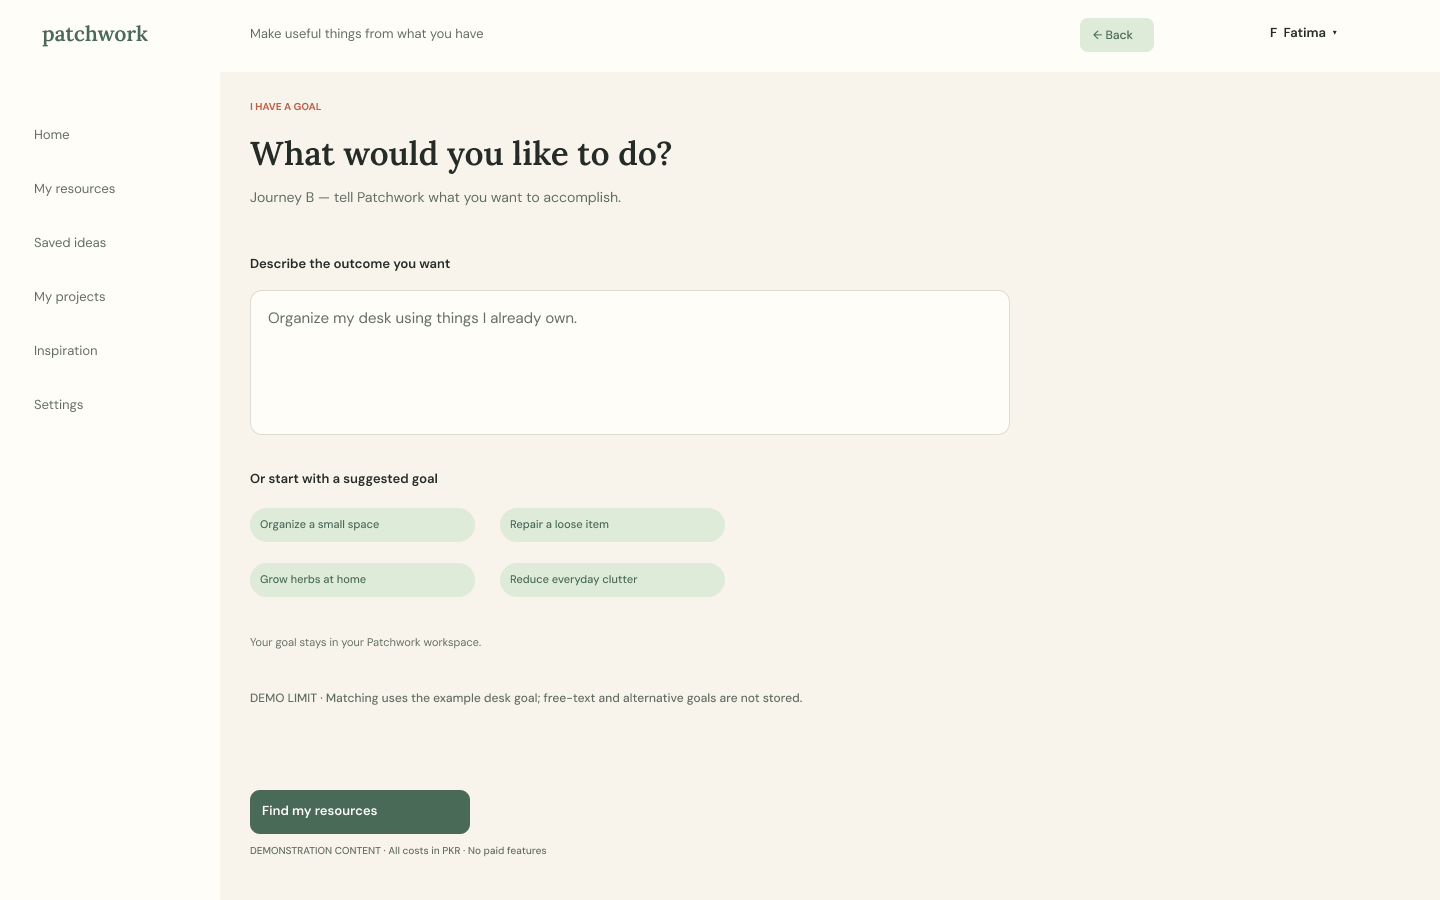 patchwork
Make useful things from what you have
← Back
F Fatima ▾
Home
My resources
Saved ideas
My projects
Inspiration
Settings
I HAVE A GOAL
What would you like to do?
Journey B — tell Patchwork what you want to accomplish.
Describe the outcome you want
Organize my desk using things I already own.
Or start with a suggested goal
Organize a small space
Repair a loose item
Grow herbs at home
Reduce everyday clutter
Your goal stays in your Patchwork workspace.
DEMO LIMIT · Matching uses the example desk goal; free-text and alternative goals are not stored.
Find my resources
DEMONSTRATION CONTENT · All costs in PKR · No paid features